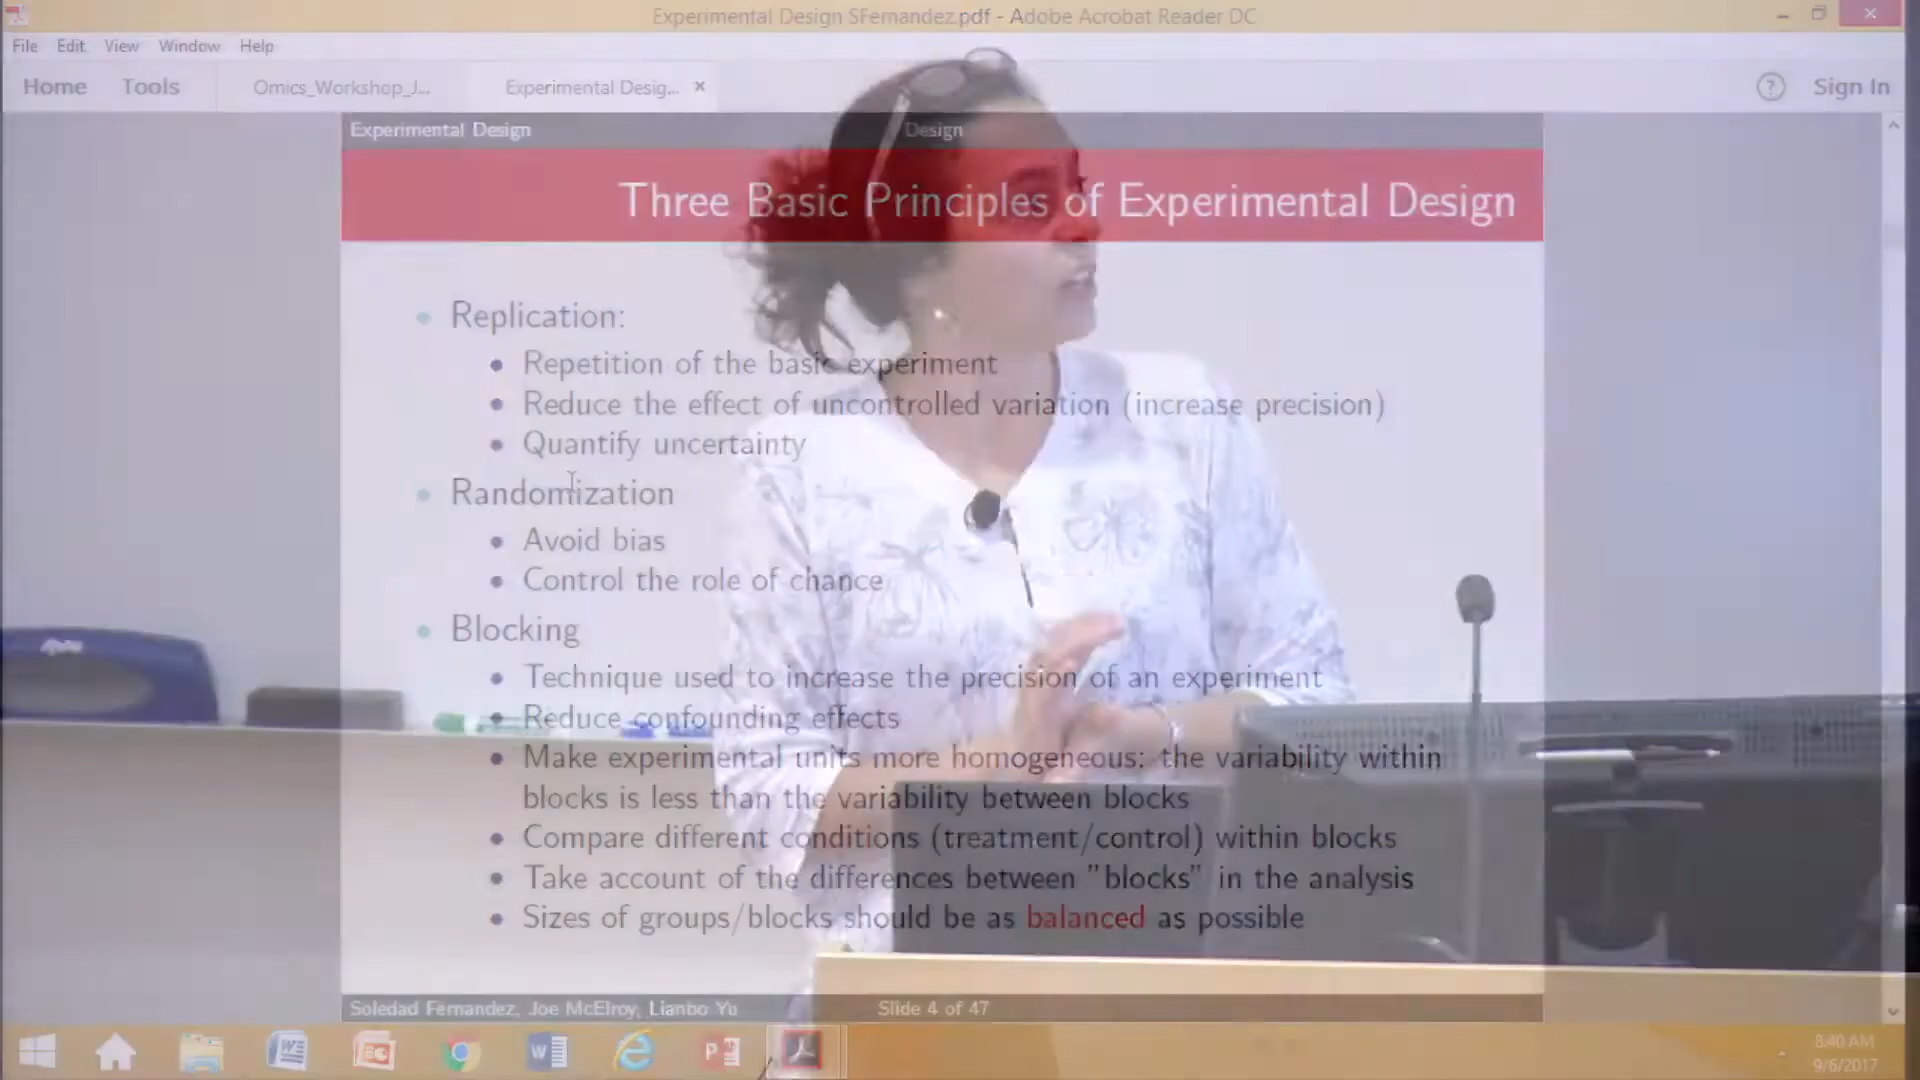 Experimental Design SFernandez.pdf - Adobe Acrobat Reader DC
File Edit View Window Help
Home Tools Omics_Workshop_J... Experimental Desig... × ? Sign In
Experimental Design Design
Three Basic Principles of Experimental Design
Replication:
Repetition of the basic experiment
Reduce the effect of uncontrolled variation (increase precision)
Quantify uncertainty
Randomization
Avoid bias
Control the role of chance
Blocking
Technique used to increase the precision of an experiment
Reduce confounding effects
Make experimental units more homogeneous: the variability within
blocks is less than the variability between blocks
Compare different conditions (treatment/control) within blocks
Take account of the differences between "blocks" in the analysis
Sizes of groups/blocks should be as balanced as possible
Soledad Fernandez, Joe McElroy, Lianbo Yu Slide 4 of 47
8:40 AM
9/6/2017